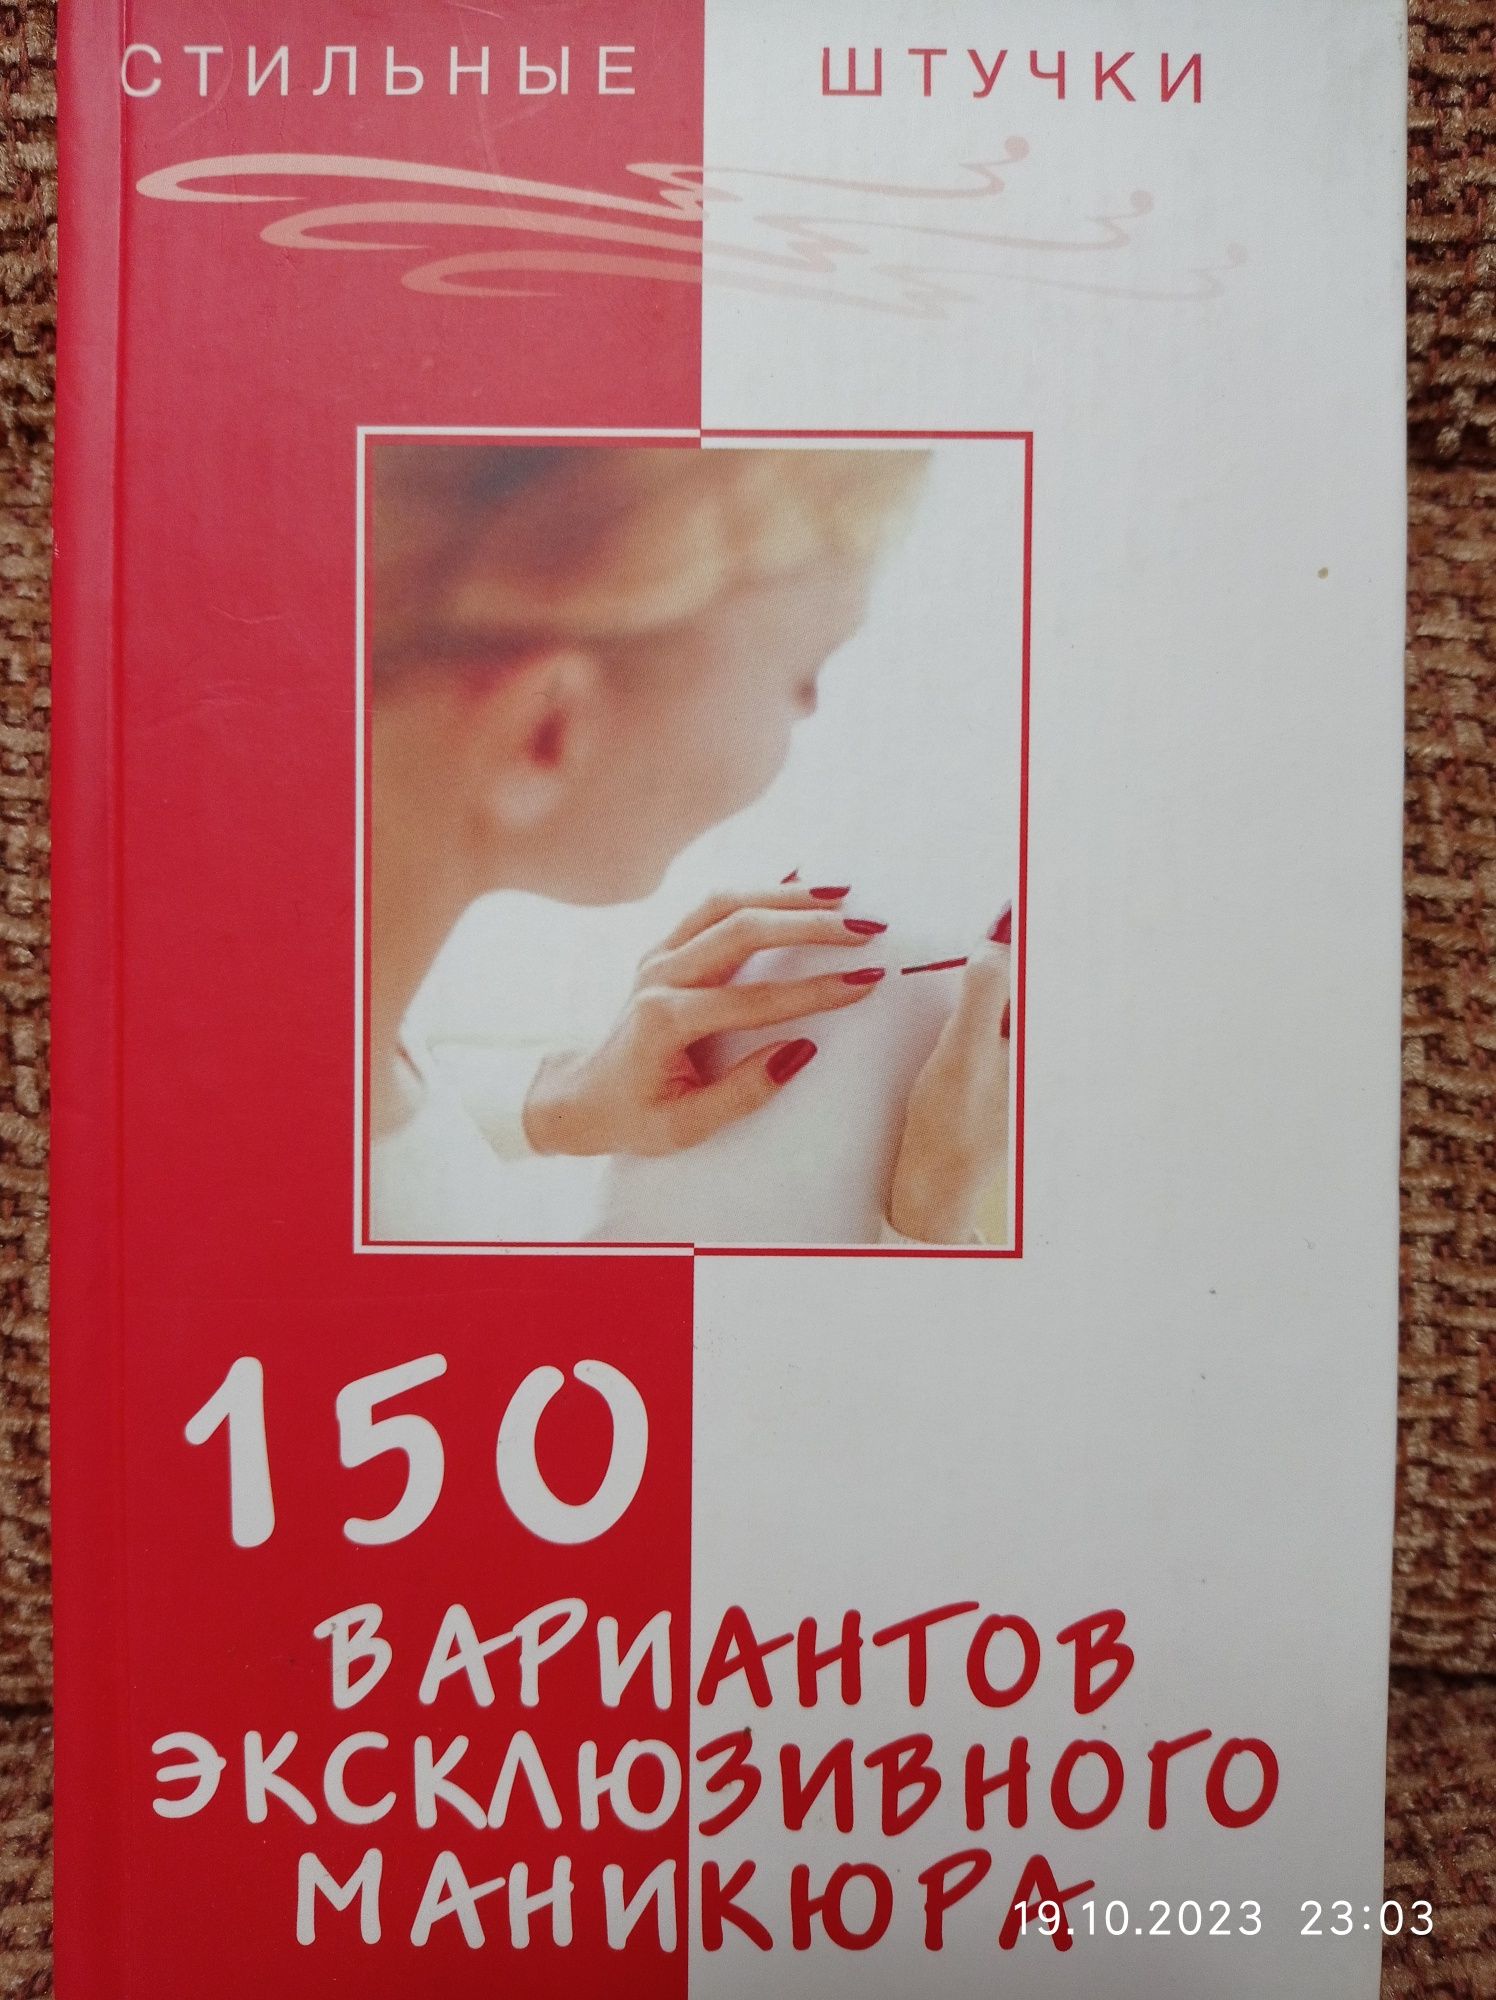 СТИЛЬНЫЕ ШТУЧКИ
150
ВАРИАНТОВ
ЭКСКЛЮЗИВНОГО
МАНИКЮРА
19.10.2023 23:03